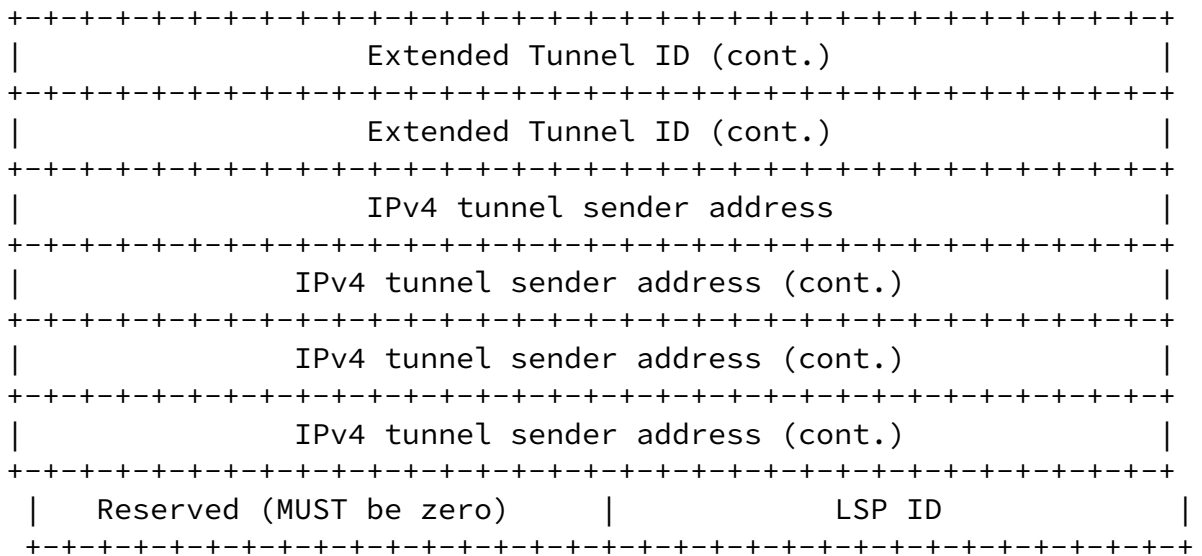 +-+-+-+-+-+-+-+-+-+-+-+-+-+-+-+-+-+-+-+-+-+-+-+-+-+-+-+-+-+-+-+-+
| Extended Tunnel ID (cont.) |
+-+-+-+-+-+-+-+-+-+-+-+-+-+-+-+-+-+-+-+-+-+-+-+-+-+-+-+-+-+-+-+-+
| Extended Tunnel ID (cont.) |
+-+-+-+-+-+-+-+-+-+-+-+-+-+-+-+-+-+-+-+-+-+-+-+-+-+-+-+-+-+-+-+-+
| IPv4 tunnel sender address |
+-+-+-+-+-+-+-+-+-+-+-+-+-+-+-+-+-+-+-+-+-+-+-+-+-+-+-+-+-+-+-+-+
| IPv4 tunnel sender address (cont.) |
+-+-+-+-+-+-+-+-+-+-+-+-+-+-+-+-+-+-+-+-+-+-+-+-+-+-+-+-+-+-+-+-+
| IPv4 tunnel sender address (cont.) |
+-+-+-+-+-+-+-+-+-+-+-+-+-+-+-+-+-+-+-+-+-+-+-+-+-+-+-+-+-+-+-+-+
| IPv4 tunnel sender address (cont.) |
+-+-+-+-+-+-+-+-+-+-+-+-+-+-+-+-+-+-+-+-+-+-+-+-+-+-+-+-+-+-+-+-+
| Reserved (MUST be zero) | LSP ID |
+-+-+-+-+-+-+-+-+-+-+-+-+-+-+-+-+-+-+-+-+-+-+-+-+-+-+-+-+-+-+-+-+